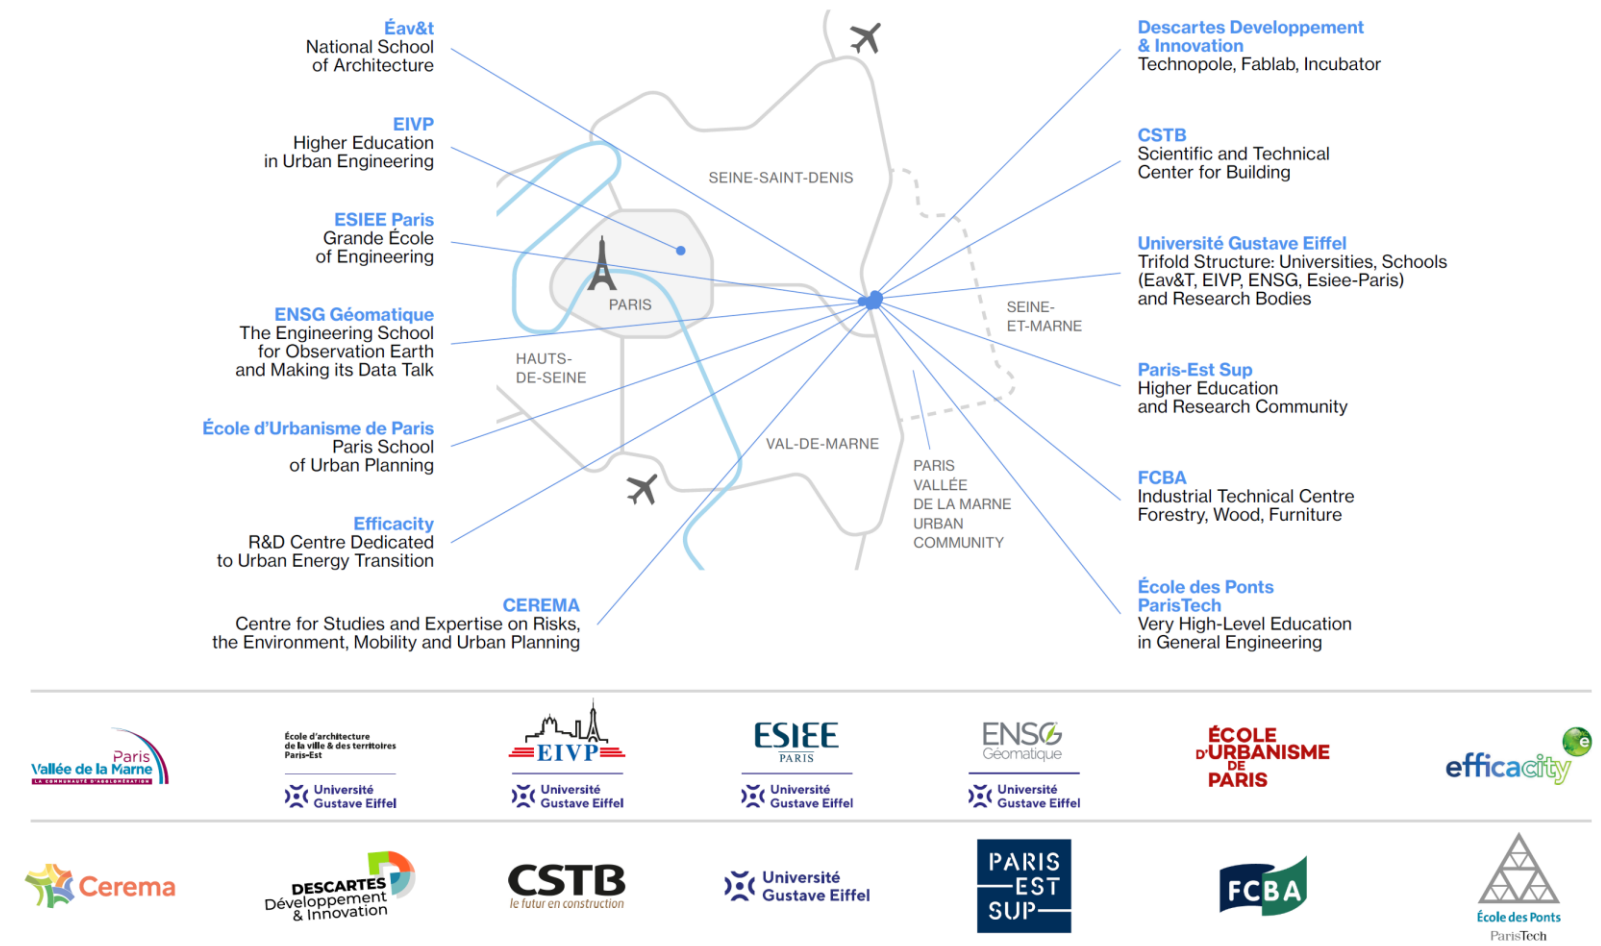 Éav&t
National School
of Architecture
EIVP
Higher Education
in Urban Engineering
ESIEE Paris
Grande École
of Engineering
ENSG Géomatique
The Engineering School
for Observation Earth
and Making its Data Talk
École d'Urbanisme de Paris
Paris School
of Urban Planning
Efficacity
R&D Centre Dedicated
to Urban Energy Transition
CEREMA
Centre for Studies and Expertise on Risks,
the Environment, Mobility and Urban Planning
SEINE-SAINT-DENIS
PARIS
HAUTS-
DE-SEINE
VAL-DE-MARNE
SEINE-
ET-MARNE
PARIS
VALLÉE
DE LA MARNE
URBAN
COMMUNITY
Descartes Developpement
& Innovation
Technopole, Fablab, Incubator
CSTB
Scientific and Technical
Center for Building
Université Gustave Eiffel
Trifold Structure: Universities, Schools
(Eav&T, EIVP, ENSG, Esiee-Paris)
and Research Bodies
Paris-Est Sup
Higher Education
and Research Community
FCBA
Industrial Technical Centre
Forestry, Wood, Furniture
École des Ponts
ParisTech
Very High-Level Education
in General Engineering
Paris
Vallée de la Marne
LA COMMUNAUTÉ D'AGGLOMÉRATION
École d'architecture
de la ville & des territoires
Paris-Est
Université
Gustave Eiffel
EIVP
Université
Gustave Eiffel
ESIEE
PARIS
Université
Gustave Eiffel
ENSG
Géomatique
Université
Gustave Eiffel
ÉCOLE
D'URBANISME
DE
PARIS
efficacity
e
Cerema
DESCARTES
Développement
& Innovation
CSTB
le futur en construction
Université
Gustave Eiffel
PARIS
EST
SUP
FCBA
École des Ponts
ParisTech